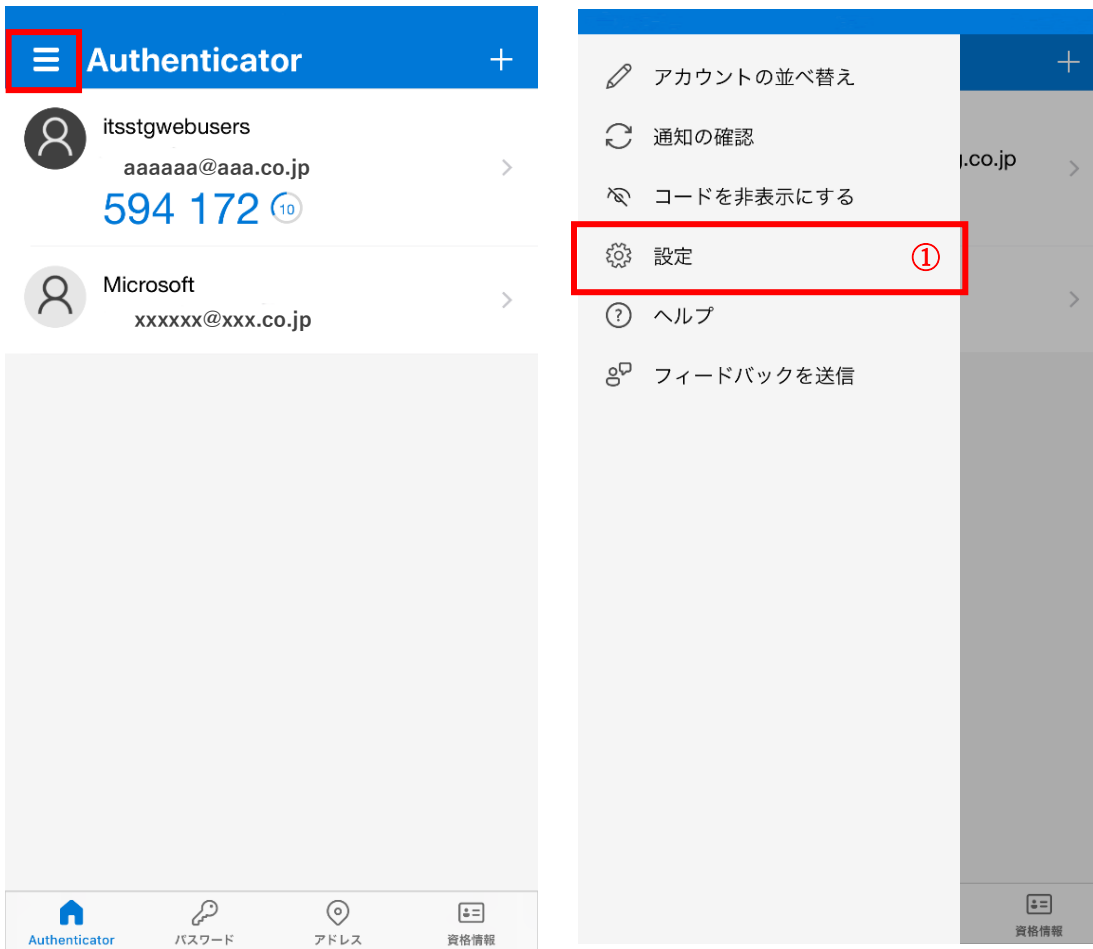 Authenticator
itsstgwebusers
aaaaaa@aaa.co.jp
594 172 10
Microsoft
xxxxxx@xxx.co.jp
Authenticator
パスワード
アドレス
資格情報
アカウントの並べ替え
通知の確認
コードを非表示にする
設定 ①
ヘルプ
フィードバックを送信
.co.jp
資格情報